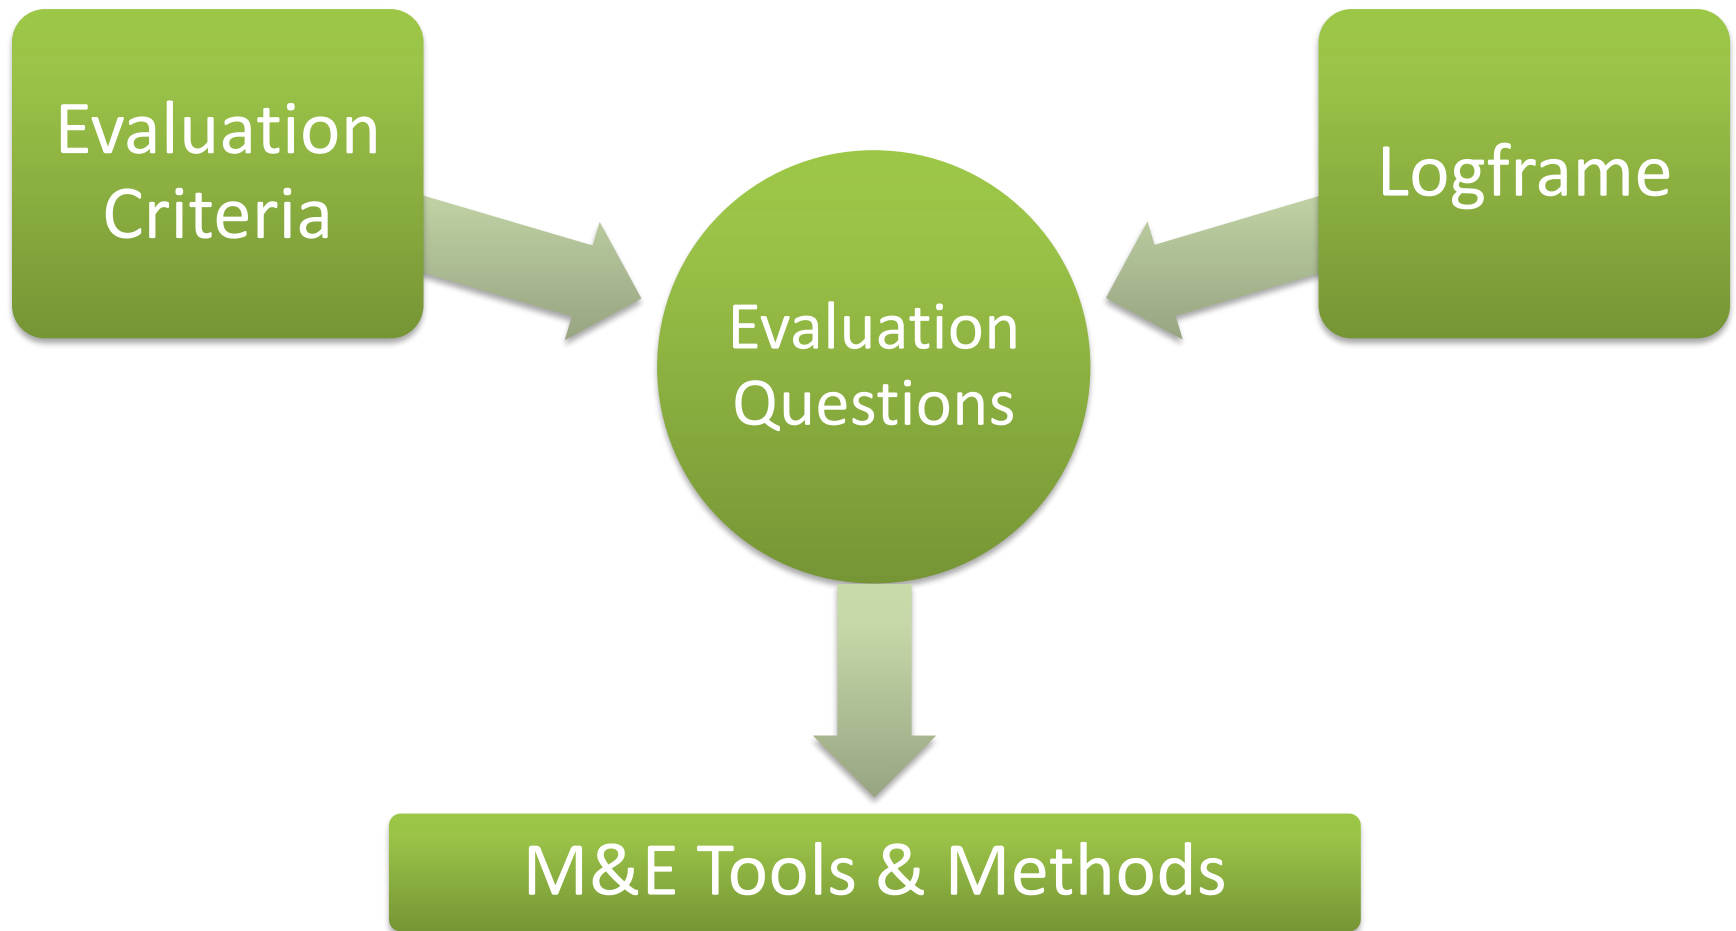 Evaluation
Criteria
Logframe
Evaluation
Questions
M&E Tools & Methods